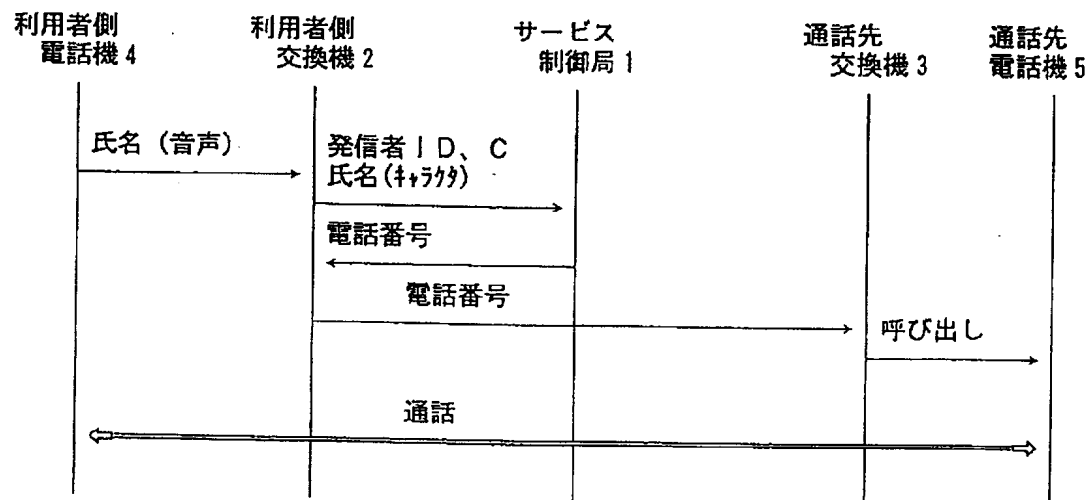 利用者側
電話機4
利用者側
交換機2
サービス
制御局1
通話先
交換機3
通話先
電話機5
氏名(音声)
発信者ID、C
氏名(ｷｬﾗｸﾀ)
電話番号
電話番号
呼び出し
通話